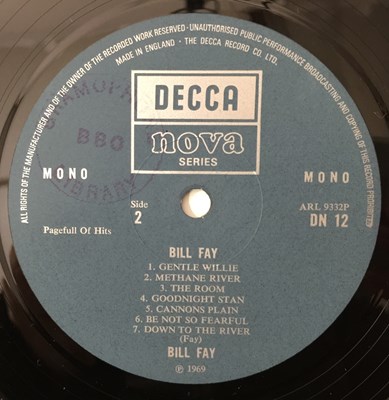 ALL RIGHTS OF THE MANUFACTURER AND OF THE OWNER OF THE RECORDED WORK RESERVED · UNAUTHORISED PUBLIC PERFORMANCE BROADCASTING AND COPYING OF THIS RECORD PROHIBITED
MADE IN ENGLAND · THE DECCA RECORD CO. LTD.
DECCA
nova
SERIES
GRAMOPHONE
BBC
LIBRARY
MONO
MONO
Side
2
ARL 9332P
DN 12
Pagefull Of Hits
BILL FAY
1. GENTLE WILLIE
2. METHANE RIVER
3. THE ROOM
4. GOODNIGHT STAN
5. CANNONS PLAIN
6. BE NOT SO FEARFUL
7. DOWN TO THE RIVER
(Fay)
BILL FAY
℗ 1969